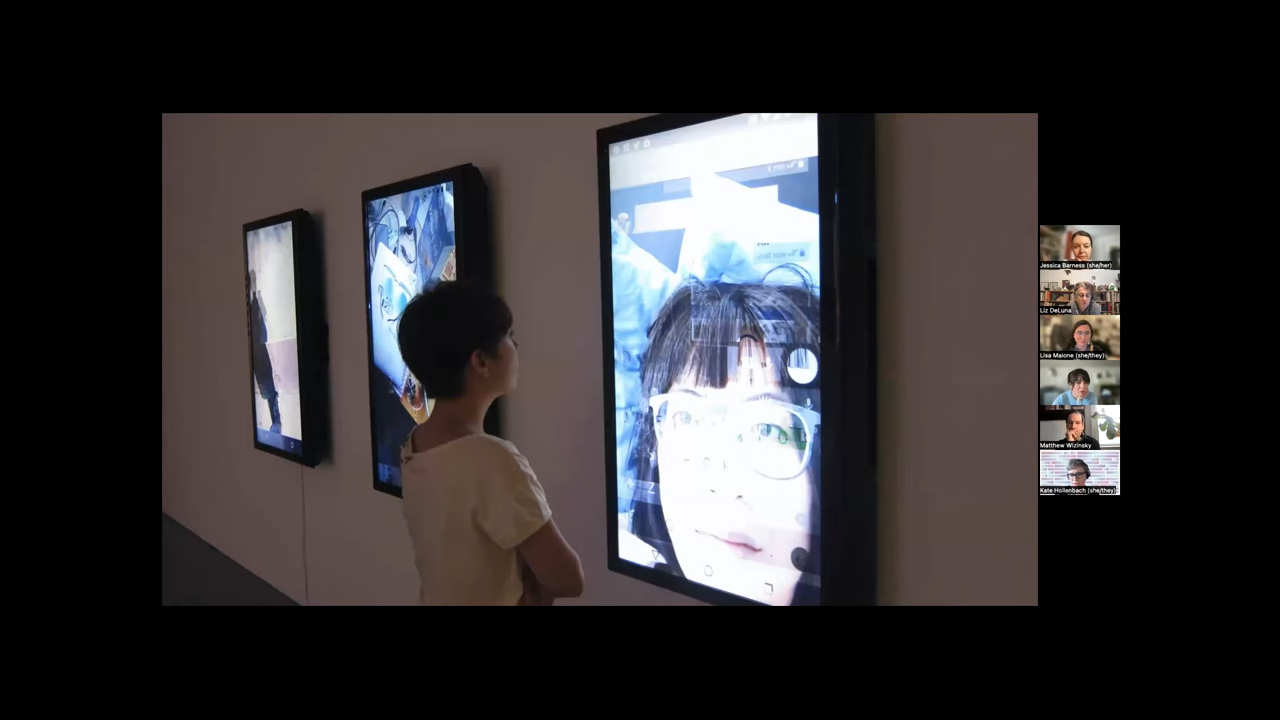 Jessica Barness (she/her)
Liz DeLuna
Lisa Maione (she/they)
Matthew Wizinsky
Kate Hollenbach (she/they)